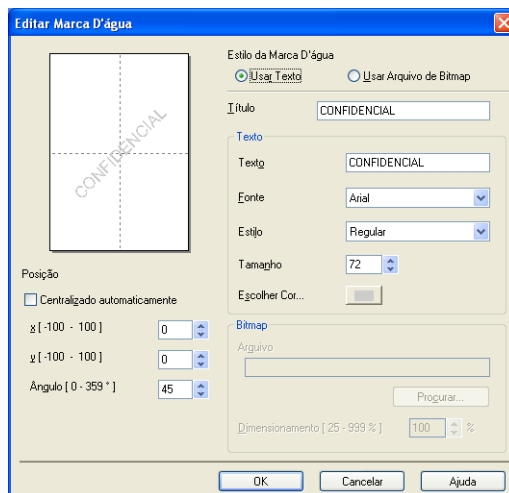 Editar Marca D'água
CONFIDENCIAL
Posição
Centralizado automaticamente
x [ -100 - 100 ] 0
y [ -100 - 100 ] 0
Ângulo [ 0 - 359 ° ] 45
Estilo da Marca D'água
Usar Texto Usar Arquivo de Bitmap
Título CONFIDENCIAL
Texto
Texto CONFIDENCIAL
Fonte Arial
Estilo Regular
Tamanho 72
Escolher Cor...
Bitmap
Arquivo
Procurar...
Dimensionamento [ 25 - 999 % ] 100 %
OK Cancelar Ajuda